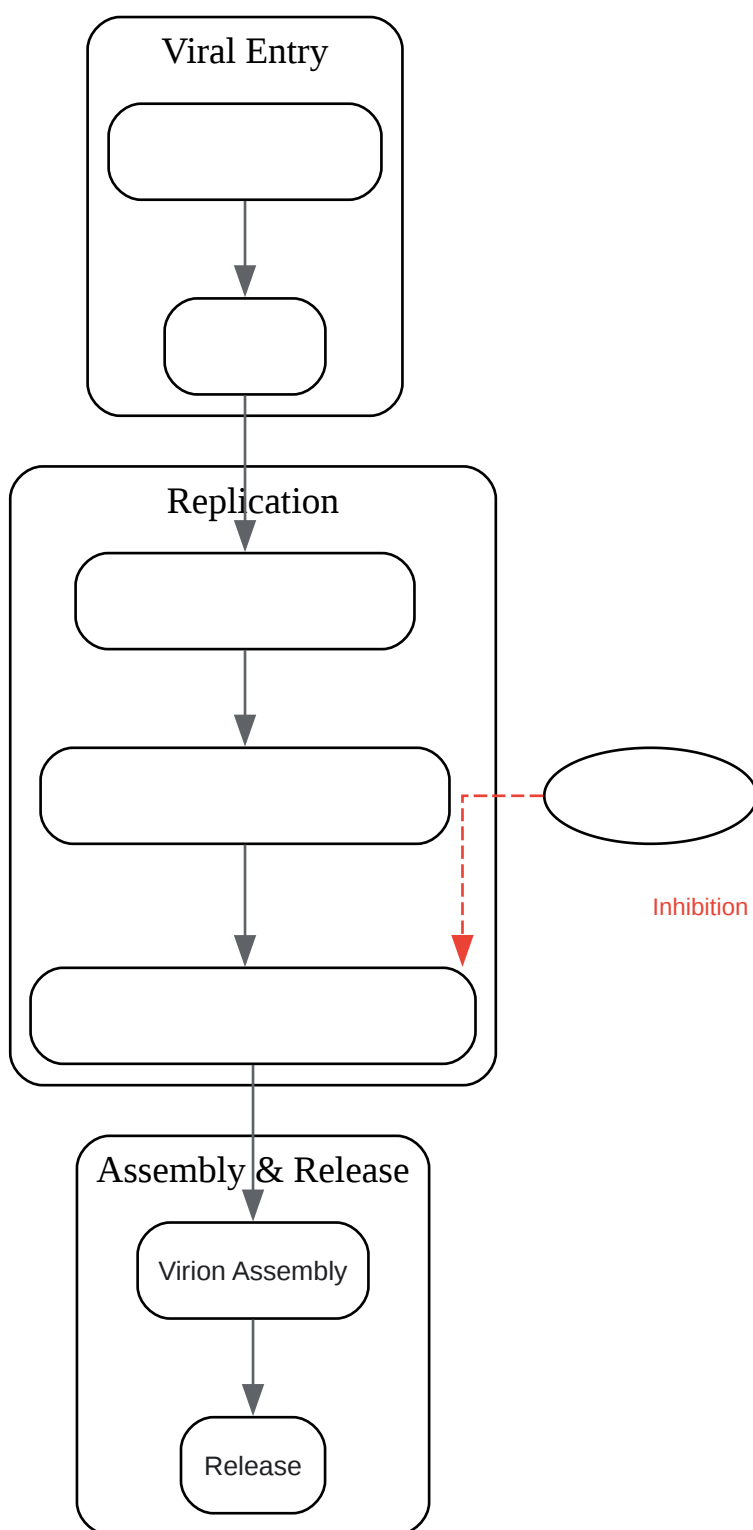 Viral Entry
Replication
Inhibition
Assembly & Release
Virion Assembly
Release